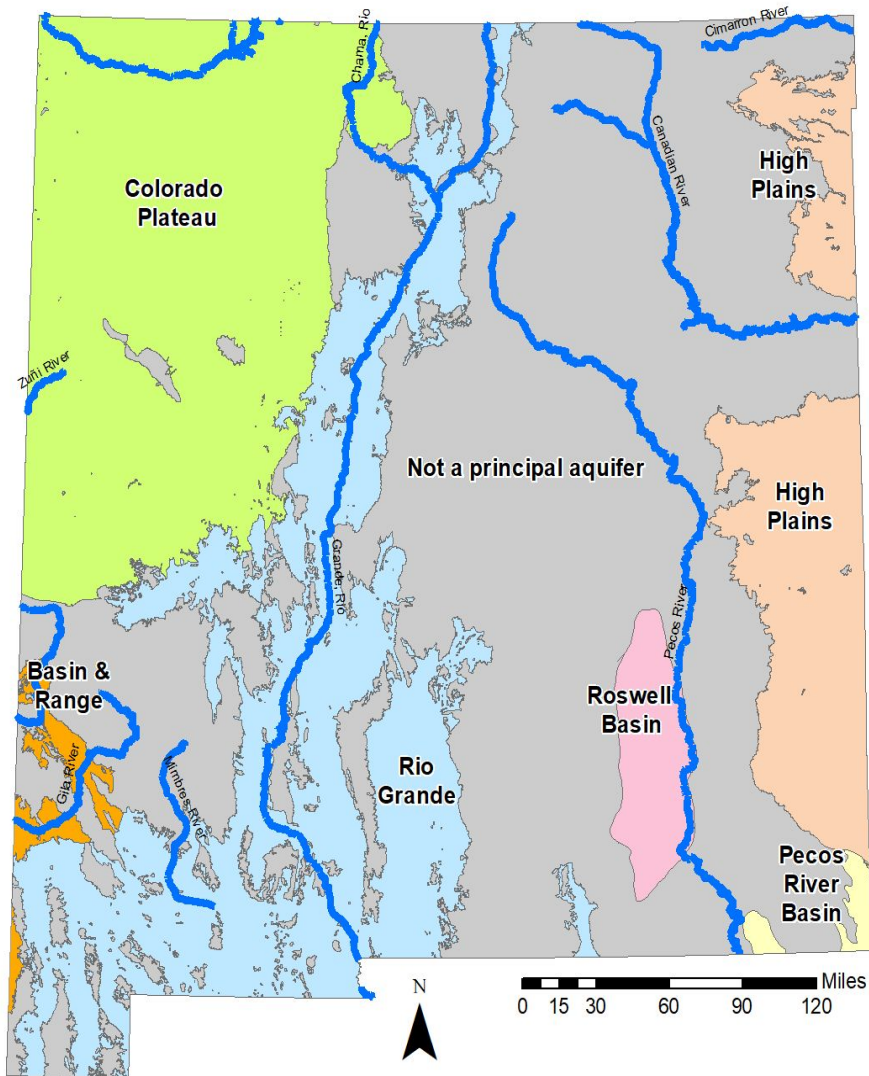 Cimarron River
Chama, Rio
Canadian River
High
Plains
Colorado
Plateau
Zuñi River
Not a principal aquifer
High
Plains
Grande, Rio
Pecos River
Basin &
Range
Roswell
Basin
Gila River
Mimbres River
Rio
Grande
Pecos
River
Basin
N
Miles
0 15 30 60 90 120